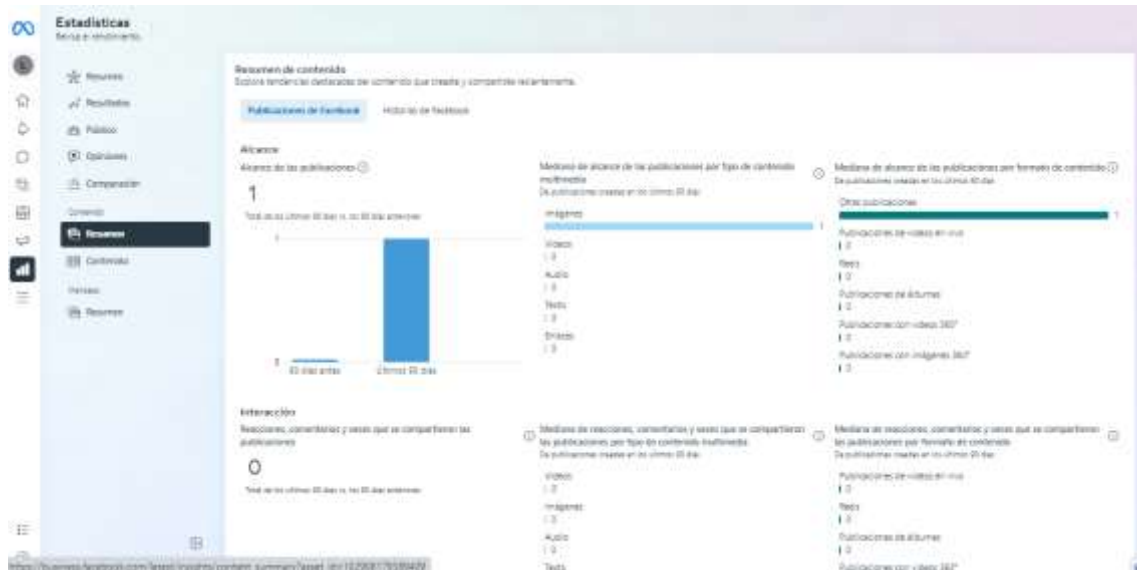 Estadísticas
Revisa el rendimiento.
Resumen
Resultados
Público
Opiniones
Comparación
Contenido
Resumen
Contenido
Mensajes
Resumen
Resumen de contenido
Explora tendencias destacadas del contenido que creaste y compartiste recientemente.
Publicaciones de Facebook
Historias de Facebook
Alcance
Alcance de las publicaciones
1
Total de los últimos 90 días vs. los 90 días anteriores
1
0
90 días antes
Últimos 90 días
Mediana de alcance de las publicaciones por tipo de contenido
multimedia
De publicaciones creadas en los últimos 90 días
Imágenes
1
Videos
0
Audio
0
Texto
0
Enlaces
0
Mediana de alcance de las publicaciones por formato de contenido
De publicaciones creadas en los últimos 90 días
Otras publicaciones
1
Publicaciones de videos en vivo
0
Reels
0
Publicaciones de álbumes
0
Publicaciones con videos 360°
0
Publicaciones con imágenes 360°
0
Interacción
Reacciones, comentarios y veces que se compartieron las
publicaciones
0
Total de los últimos 90 días vs. los 90 días anteriores
Mediana de reacciones, comentarios y veces que se compartieron
las publicaciones por tipo de contenido multimedia
De publicaciones creadas en los últimos 90 días
Videos
0
Imágenes
0
Audio
0
Texto
Mediana de reacciones, comentarios y veces que se compartieron
las publicaciones por formato de contenido
De publicaciones creadas en los últimos 90 días
Publicaciones de videos en vivo
0
Reels
0
Publicaciones de álbumes
0
Publicaciones con videos 360°